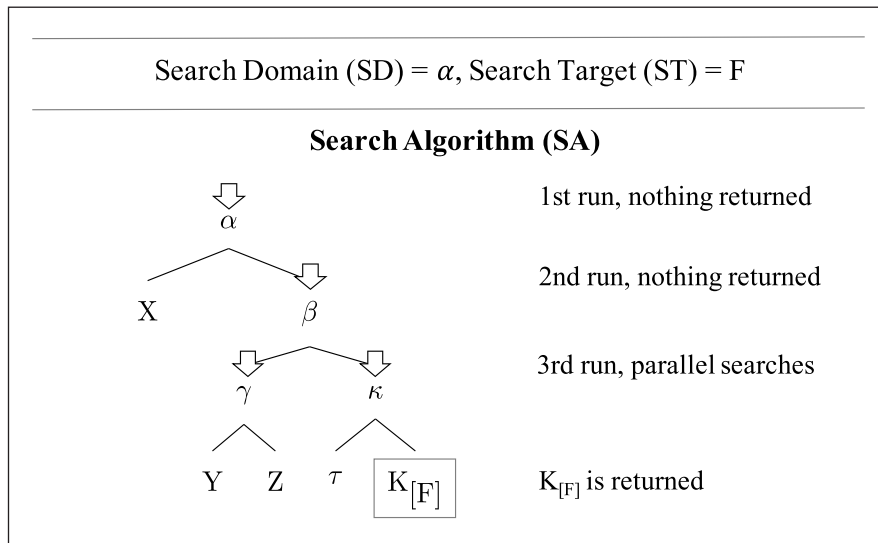 Search Domain (SD) = α, Search Target (ST) = F
Search Algorithm (SA)
α
1st run, nothing returned
X
β
2nd run, nothing returned
γ
κ
3rd run, parallel searches
Y Z τ K[F]
K[F] is returned